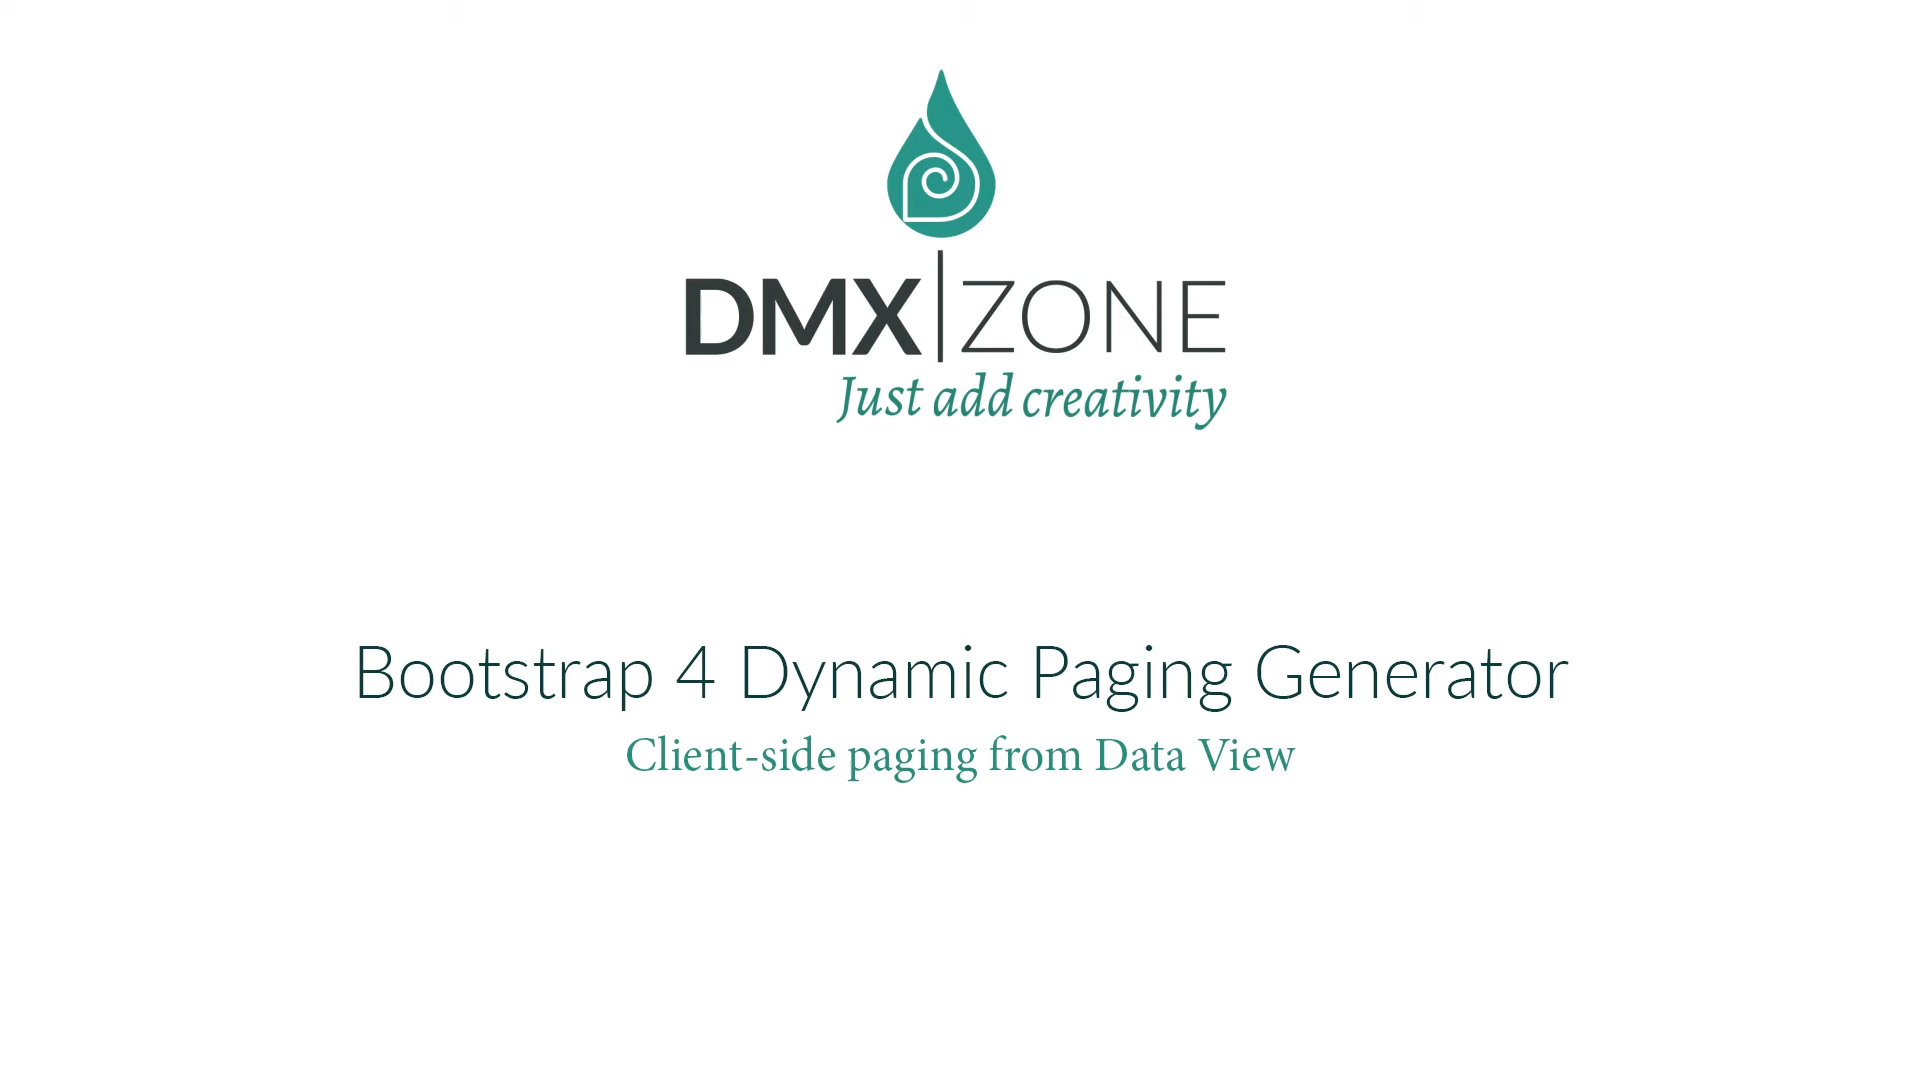 DMX|ZONE
Just add creativity
Bootstrap 4 Dynamic Paging Generator
Client-side paging from Data View